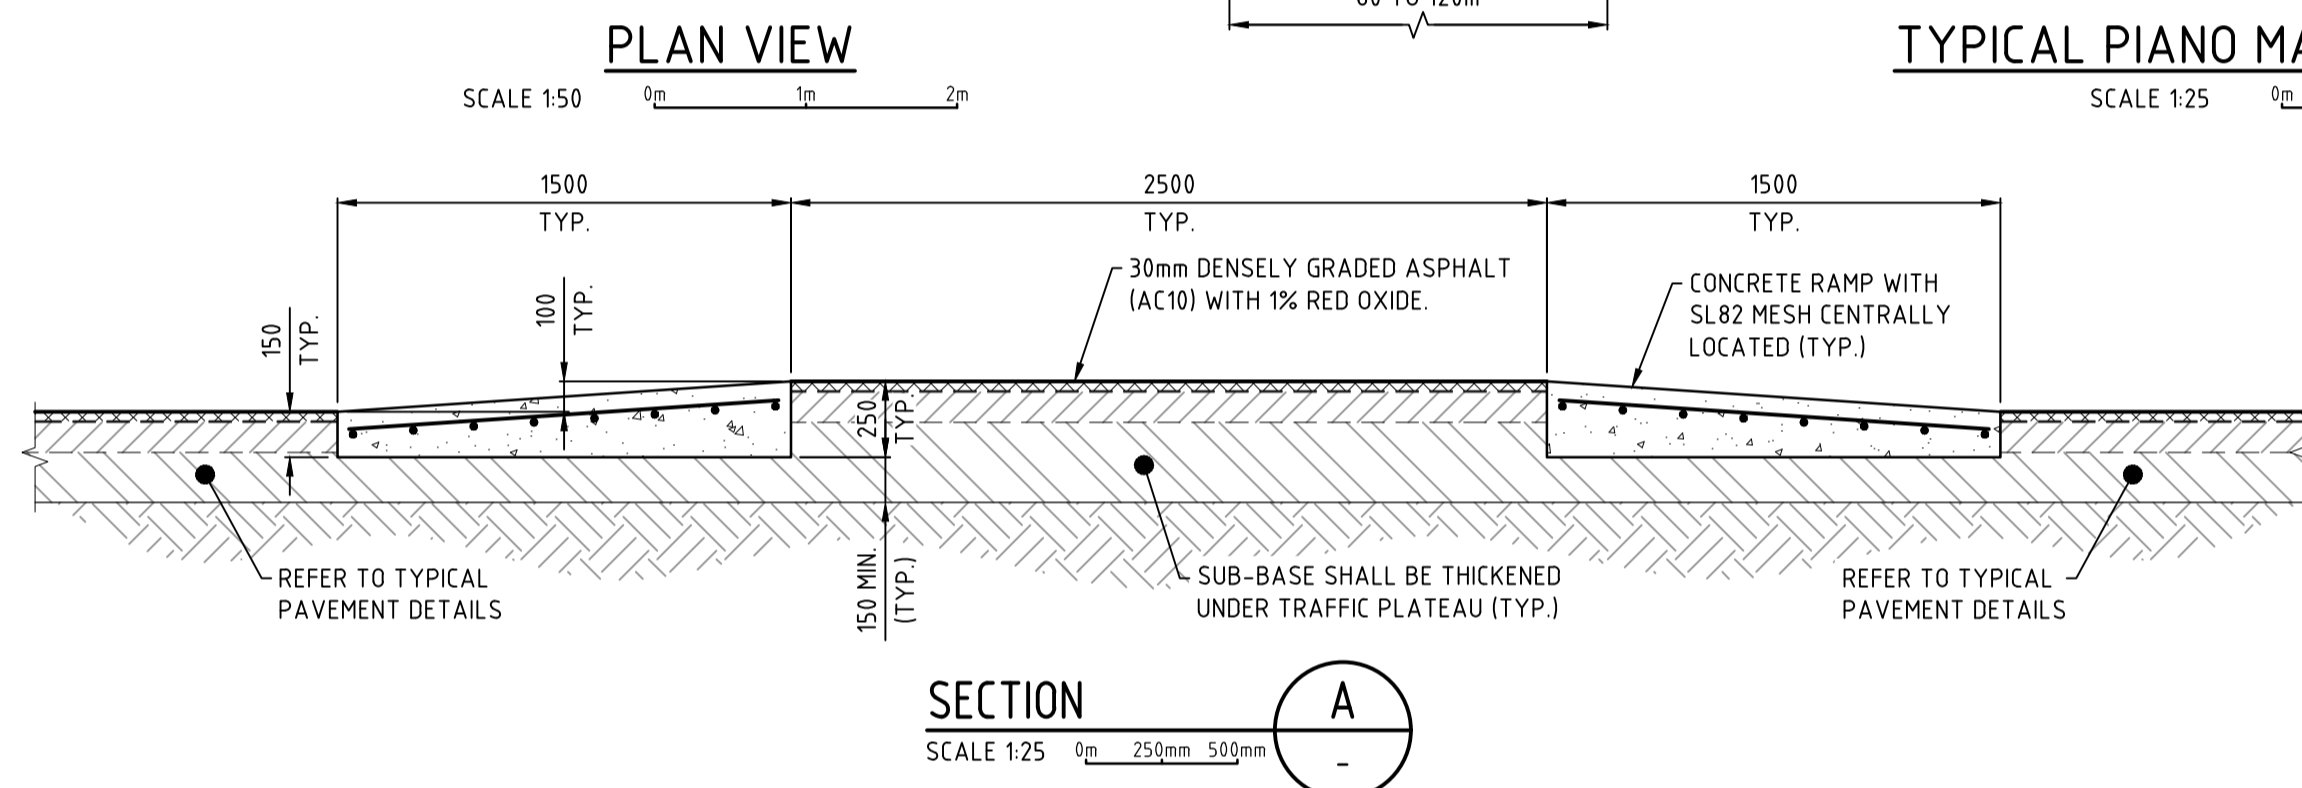 PLAN VIEW
SCALE 1:50
0m 1m 2m
TYPICAL PIANO
SCALE 1:25
0m
1500
TYP.
2500
TYP.
1500
TYP.
30mm DENSELY GRADED ASPHALT
(AC10) WITH 1% RED OXIDE.
CONCRETE RAMP WITH
SL82 MESH CENTRALLY
LOCATED (TYP.)
150
TYP.
100
TYP.
250
TYP.
150 MIN.
(TYP.)
REFER TO TYPICAL
PAVEMENT DETAILS
SUB-BASE SHALL BE THICKENED
UNDER TRAFFIC PLATEAU (TYP.)
REFER TO TYPICAL
PAVEMENT DETAILS
SECTION
A
SCALE 1:25
0m 250mm 500mm
-